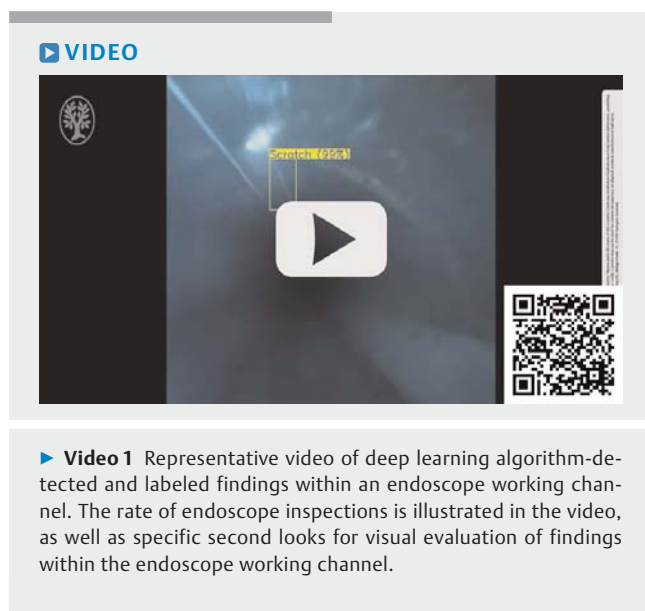 VIDEO
Scratch (99%)
► Video 1 Representative video of deep learning algorithm-de-
tected and labeled findings within an endoscope working chan-
nel. The rate of endoscope inspections is illustrated in the video,
as well as specific second looks for visual evaluation of findings
within the endoscope working channel.